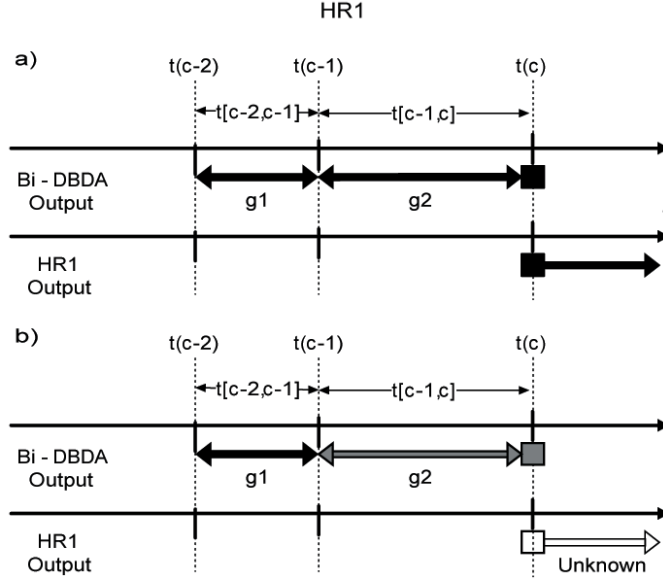 HR1
a)
t(c-2) t(c-1) t(c)
t[c-2,c-1] t[c-1,c]
Bi - DBDA
Output
g1 g2
HR1
Output
b)
t(c-2) t(c-1) t(c)
t[c-2,c-1] t[c-1,c]
Bi - DBDA
Output
g1 g2
HR1
Output
Unknown